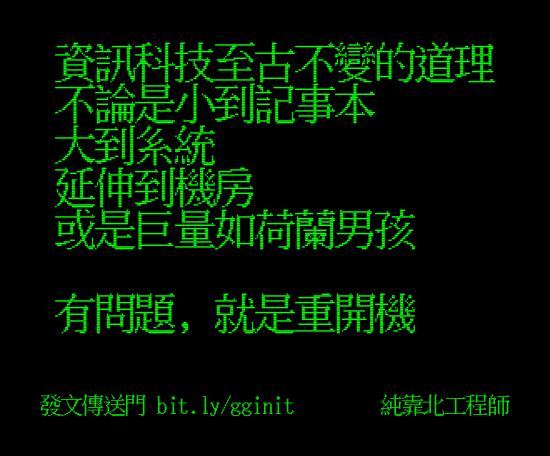 資訊科技至古不變的道理
不論是小到記事本
大到系統
延伸到機房
或是巨量如荷蘭男孩
有問題，就是重開機
發文傳送門 bit.ly/gginit
純靠北工程師